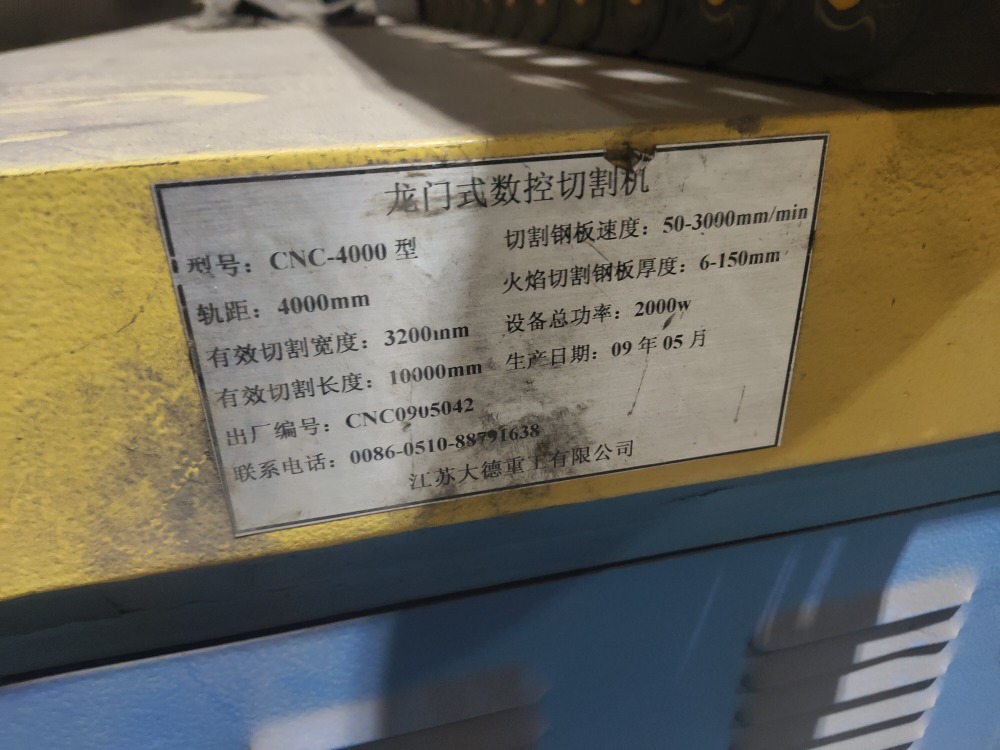 龙门式数控切割机
型号：CNC-4000 型
切割钢板速度：50-3000mm/min
轨距：4000mm
火焰切割钢板厚度：6-150mm
有效切割宽度：3200mm
设备总功率：2000w
有效切割长度：10000mm
生产日期：09 年 05 月
出厂编号：CNC0905042
联系电话：0086-0510-88791638
江苏大德重工有限公司